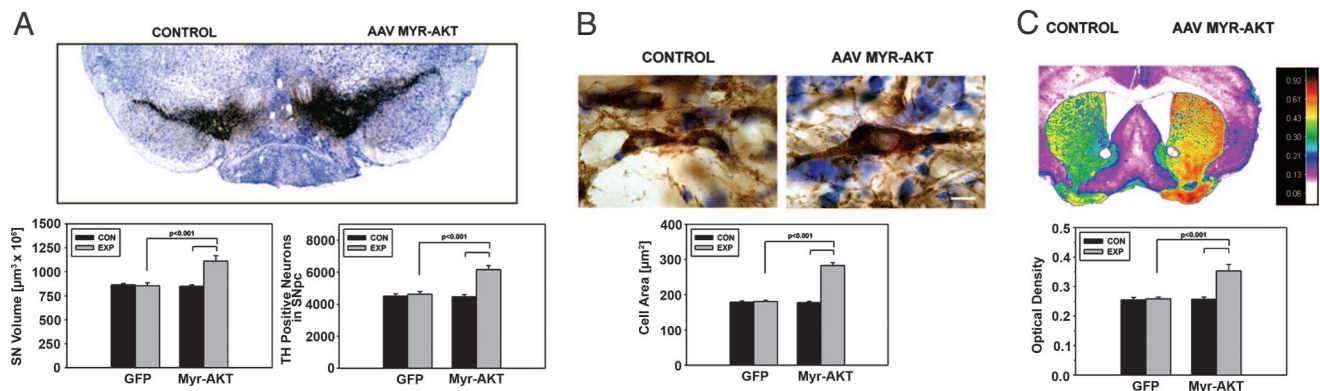 A
CONTROL
AAV MYR-AKT
SN Volume [µm³ x 10⁶]
1500
1250
1000
750
500
250
0
CON
EXP
p<0.001
GFP
Myr-AKT
TH Positive Neurons
in SNpc
8000
6000
4000
2000
0
CON
EXP
p<0.001
GFP
Myr-AKT
B
CONTROL
AAV MYR-AKT
Cell Area [µm²]
400
300
200
100
0
CON
EXP
p<0.001
GFP
Myr-AKT
C
CONTROL
AAV MYR-AKT
0.92
0.61
0.43
0.30
0.21
0.13
0.06
Optical Density
0.5
0.4
0.3
0.2
0.1
0.0
CON
EXP
p<0.001
GFP
Myr-AKT